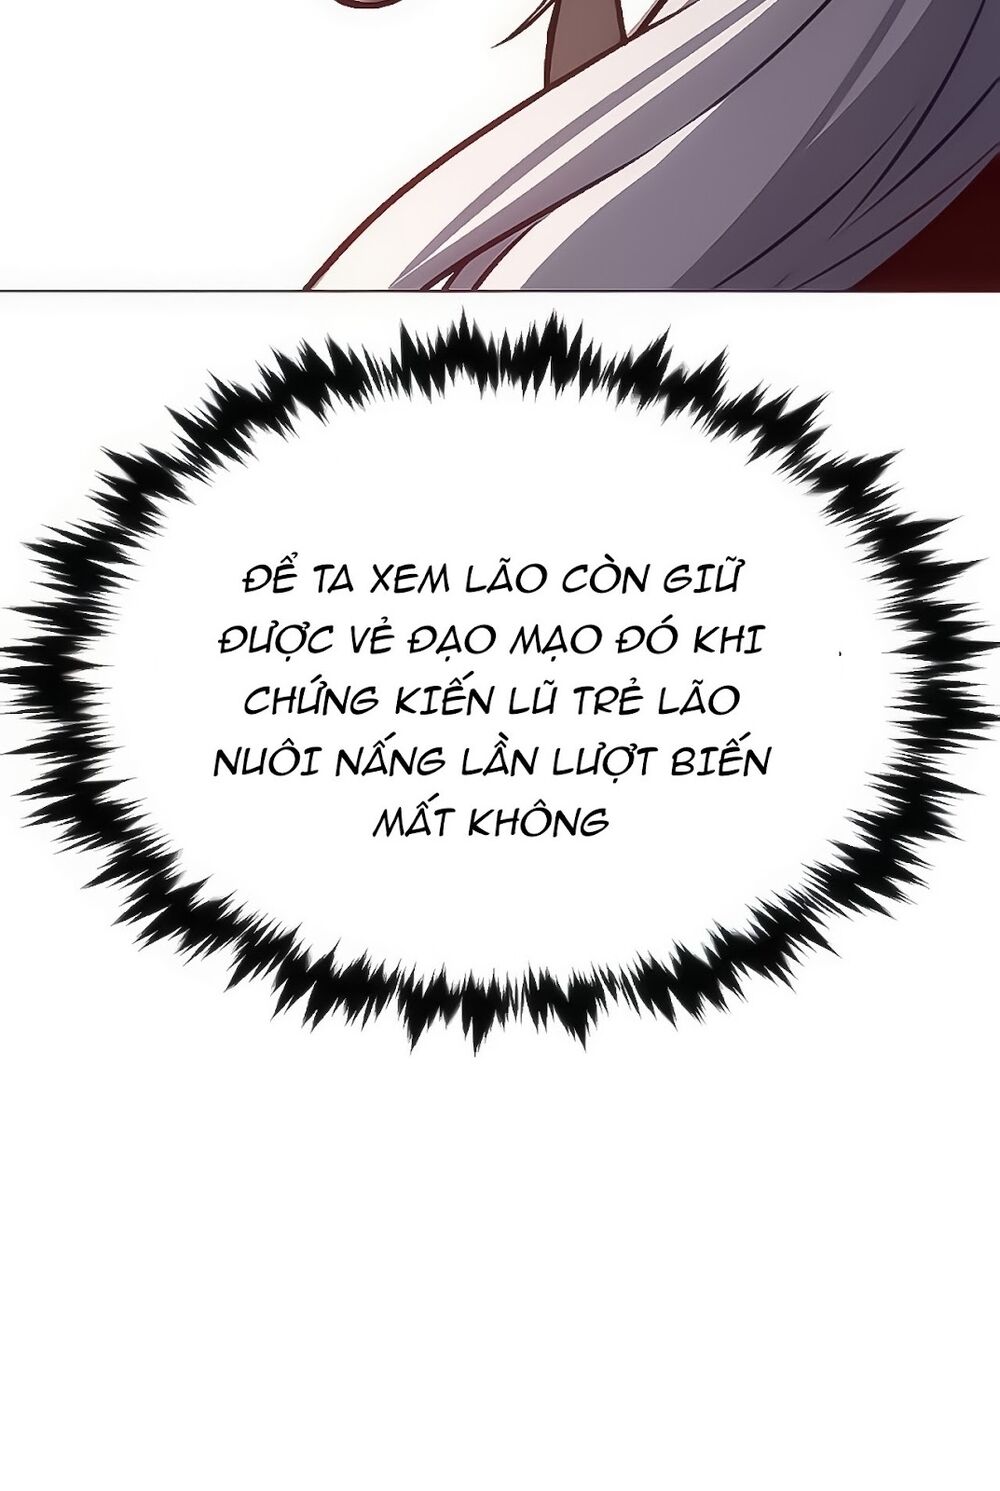 ĐỂ TA XEM LÃO CÒN GIỮ
ĐƯỢC VẺ ĐẠO MẠO ĐÓ KHI
CHỨNG KIẾN LŨ TRẺ LÃO
NUÔI NẤNG LẦN LƯỢT BIẾN
MẤT KHÔNG